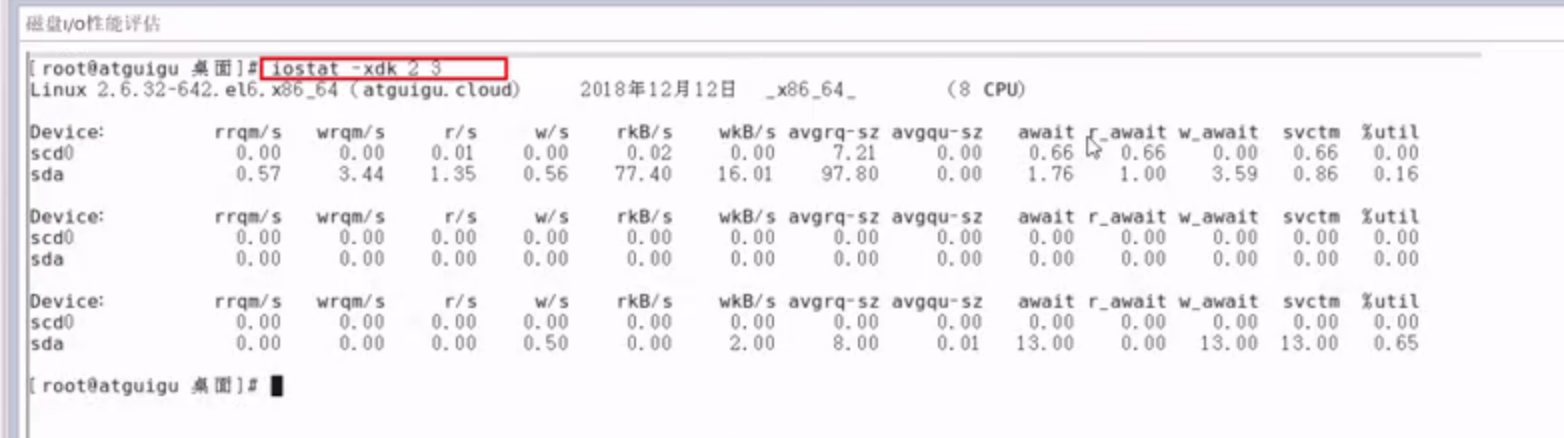 磁盘I/O性能评估
[root@atguigu 桌面]# iostat -xdk 2 3
Linux 2.6.32-642.el6.x86_64 (atguigu.cloud) 2018年12月12日 _x86_64_ (8 CPU)
Device: rrqm/s wrqm/s r/s w/s rkB/s wkB/s avgrq-sz avgqu-sz await r_await w_await svctm %util
scd0 0.00 0.00 0.01 0.00 0.02 0.00 7.21 0.00 0.66 0.66 0.00 0.66 0.00
sda 0.57 3.44 1.35 0.56 77.40 16.01 97.80 0.00 1.76 1.00 3.59 0.86 0.16
Device: rrqm/s wrqm/s r/s w/s rkB/s wkB/s avgrq-sz avgqu-sz await r_await w_await svctm %util
scd0 0.00 0.00 0.00 0.00 0.00 0.00 0.00 0.00 0.00 0.00 0.00 0.00 0.00
sda 0.00 0.00 0.00 0.00 0.00 0.00 0.00 0.00 0.00 0.00 0.00 0.00 0.00
Device: rrqm/s wrqm/s r/s w/s rkB/s wkB/s avgrq-sz avgqu-sz await r_await w_await svctm %util
scd0 0.00 0.00 0.00 0.00 0.00 0.00 0.00 0.00 0.00 0.00 0.00 0.00 0.00
sda 0.00 0.00 0.00 0.50 0.00 2.00 8.00 0.01 13.00 0.00 13.00 13.00 0.65
[root@atguigu 桌面]#